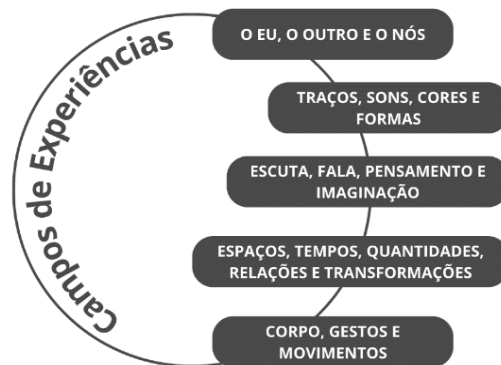 Campos de Experiências
O EU, O OUTRO E O NÓS
TRAÇOS, SONS, CORES E
FORMAS
ESCUTA, FALA, PENSAMENTO E
IMAGINAÇÃO
ESPAÇOS, TEMPOS, QUANTIDADES,
RELAÇÕES E TRANSFORMAÇÕES
CORPO, GESTOS E
MOVIMENTOS